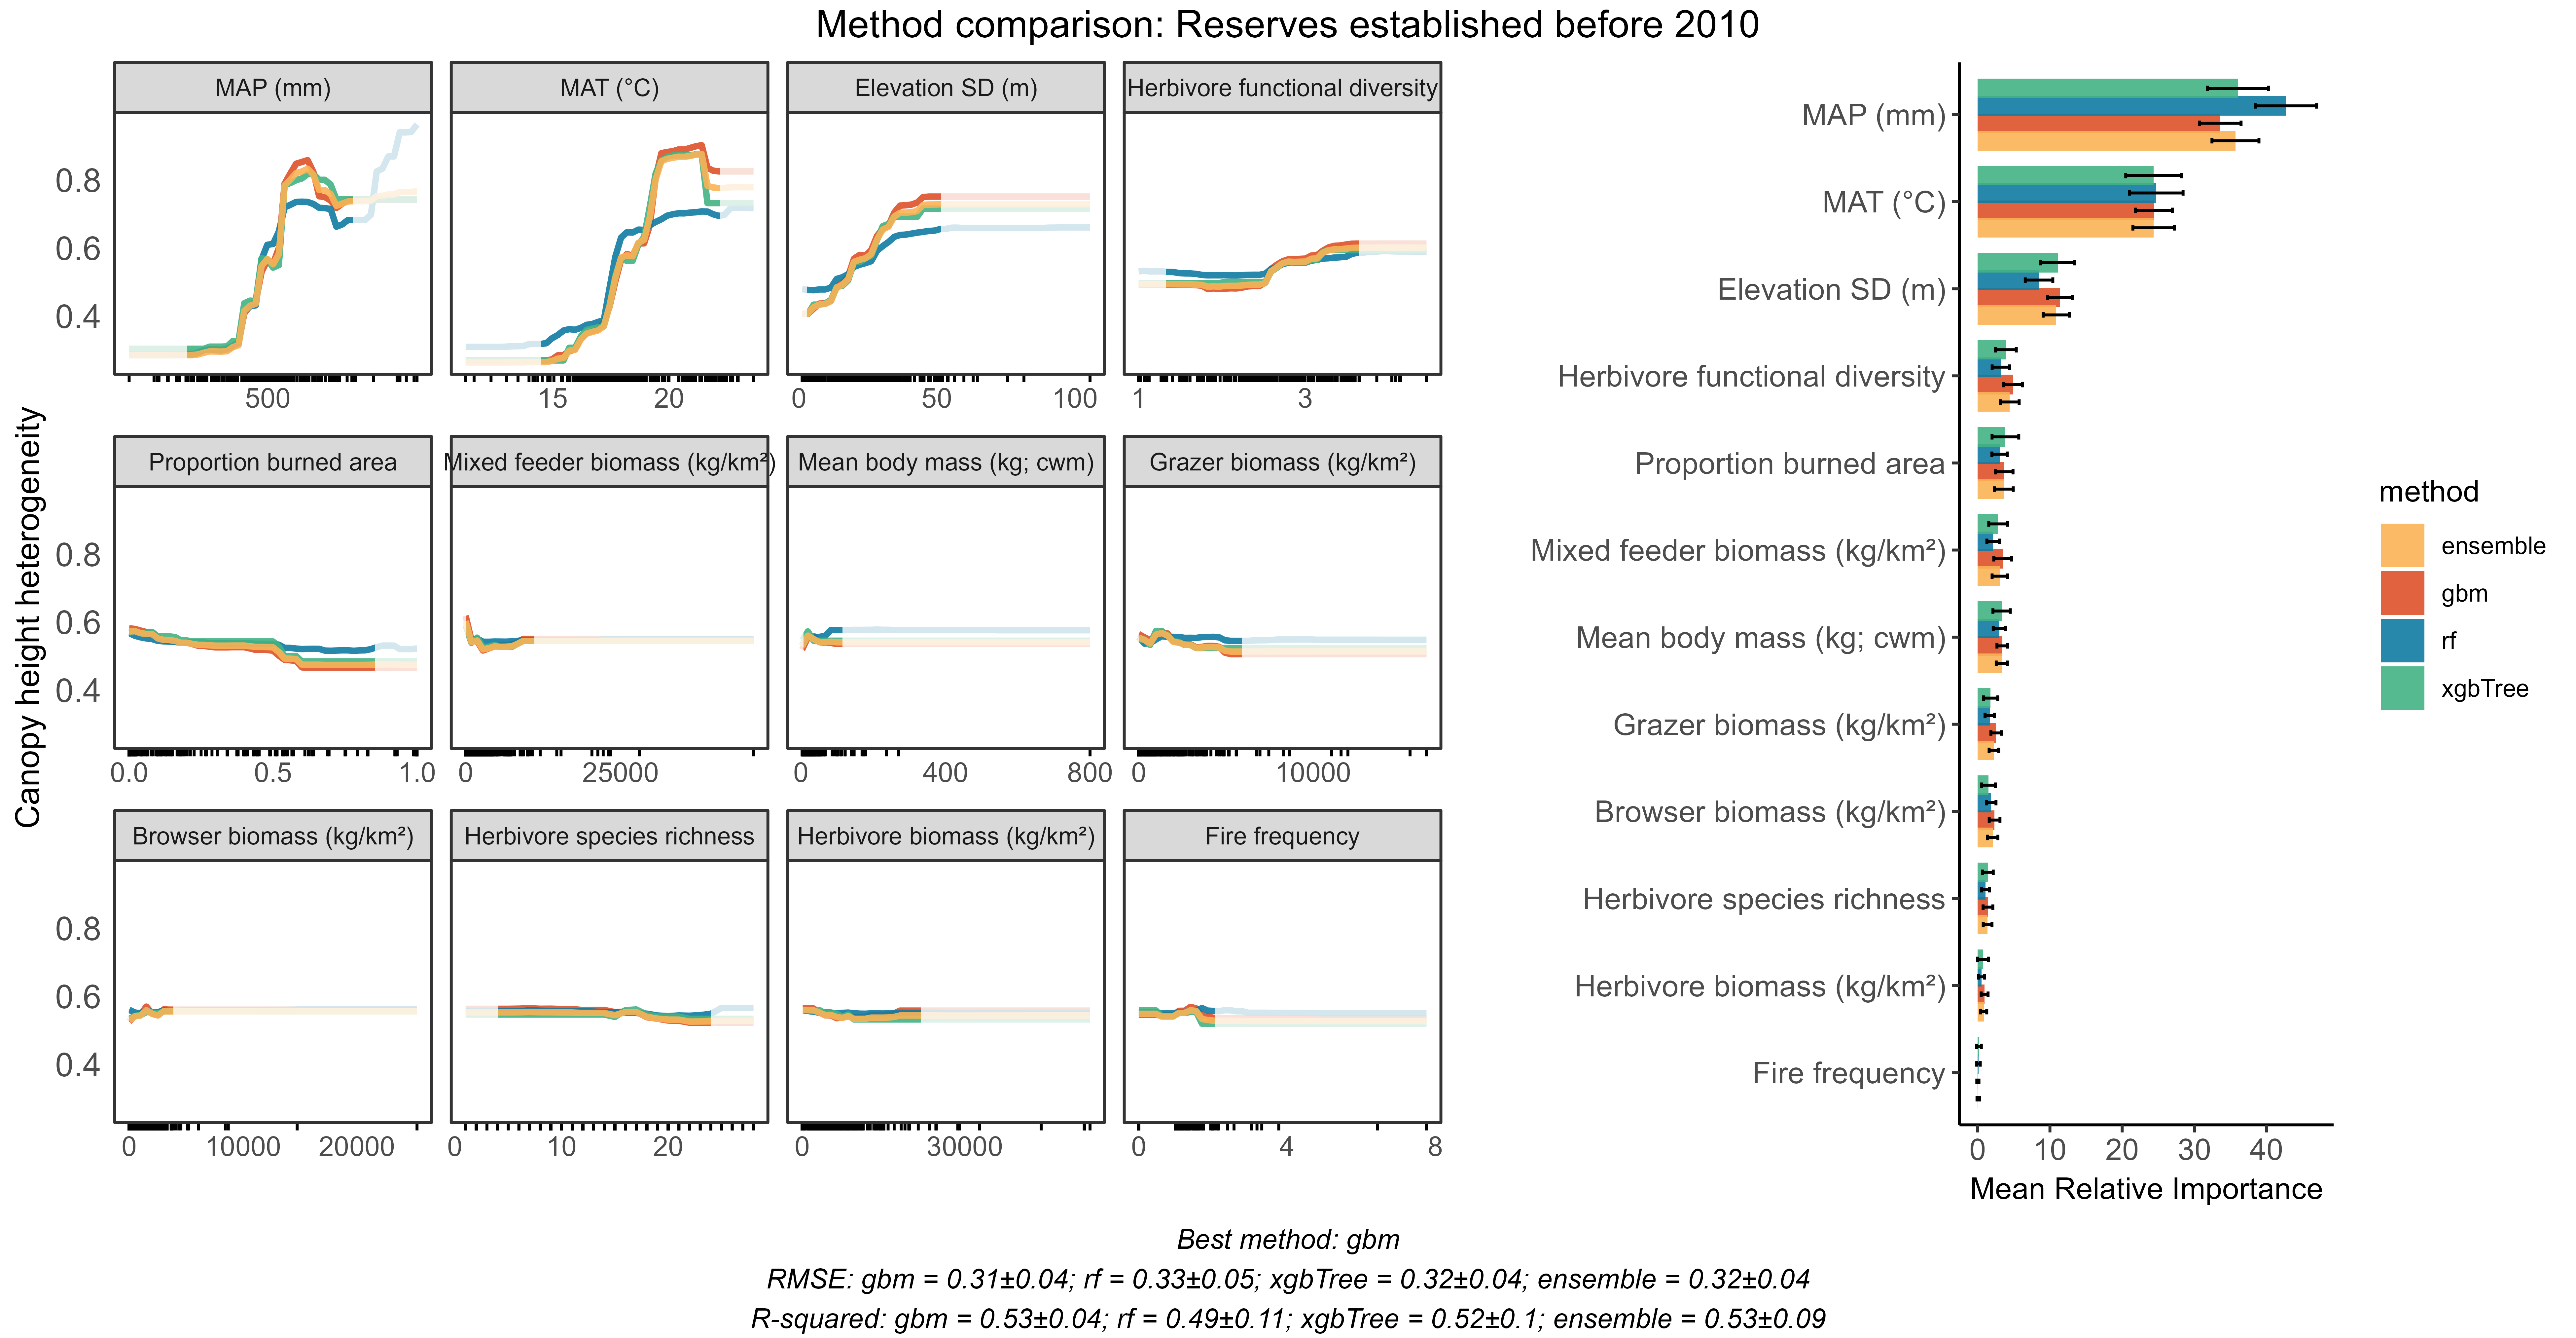 Method comparison: Reserves established before 2010
MAP (mm)
MAT (°C)
Elevation SD (m)
Herbivore functional diversity
0.8
0.6
0.4
500
15 20
0 50 100
1 3
Canopy height heterogeneity
Proportion burned area
Mixed feeder biomass (kg/km²)
Mean body mass (kg; cwm)
Grazer biomass (kg/km²)
0.8
0.6
0.4
0.0 0.5 1.0
0 25000
0 400 800
0 10000
Browser biomass (kg/km²)
Herbivore species richness
Herbivore biomass (kg/km²)
Fire frequency
0.8
0.6
0.4
0 10000 20000
0 10 20
0 30000
0 4 8
MAP (mm)
MAT (°C)
Elevation SD (m)
Herbivore functional diversity
Proportion burned area
Mixed feeder biomass (kg/km²)
Mean body mass (kg; cwm)
Grazer biomass (kg/km²)
Browser biomass (kg/km²)
Herbivore species richness
Herbivore biomass (kg/km²)
Fire frequency
0 10 20 30 40
Mean Relative Importance
method
ensemble
gbm
rf
xgbTree
Best method: gbm
RMSE: gbm = 0.31±0.04; rf = 0.33±0.05; xgbTree = 0.32±0.04; ensemble = 0.32±0.04
R-squared: gbm = 0.53±0.04; rf = 0.49±0.11; xgbTree = 0.52±0.1; ensemble = 0.53±0.09